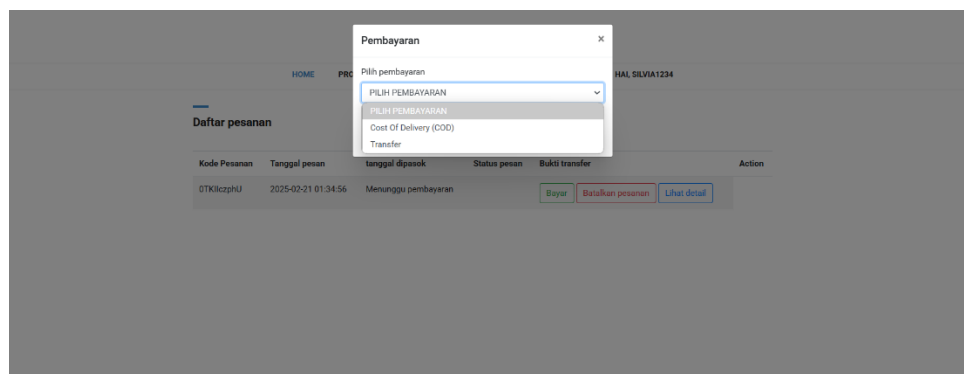 Pembayaran ×
HOME PRO HAI, SILVIA1234
Pilih pembayaran
PILIH PEMBAYARAN
PILIH PEMBAYARAN
Cost Of Delivery (COD)
Transfer
Daftar pesanan
Kode Pesanan Tanggal pesan tanggal dipasok Status pesan Bukti transfer Action
2025-02-21 01:34:56 Menunggu pembayaran Bayar Batalkan pesanan Lihat detail